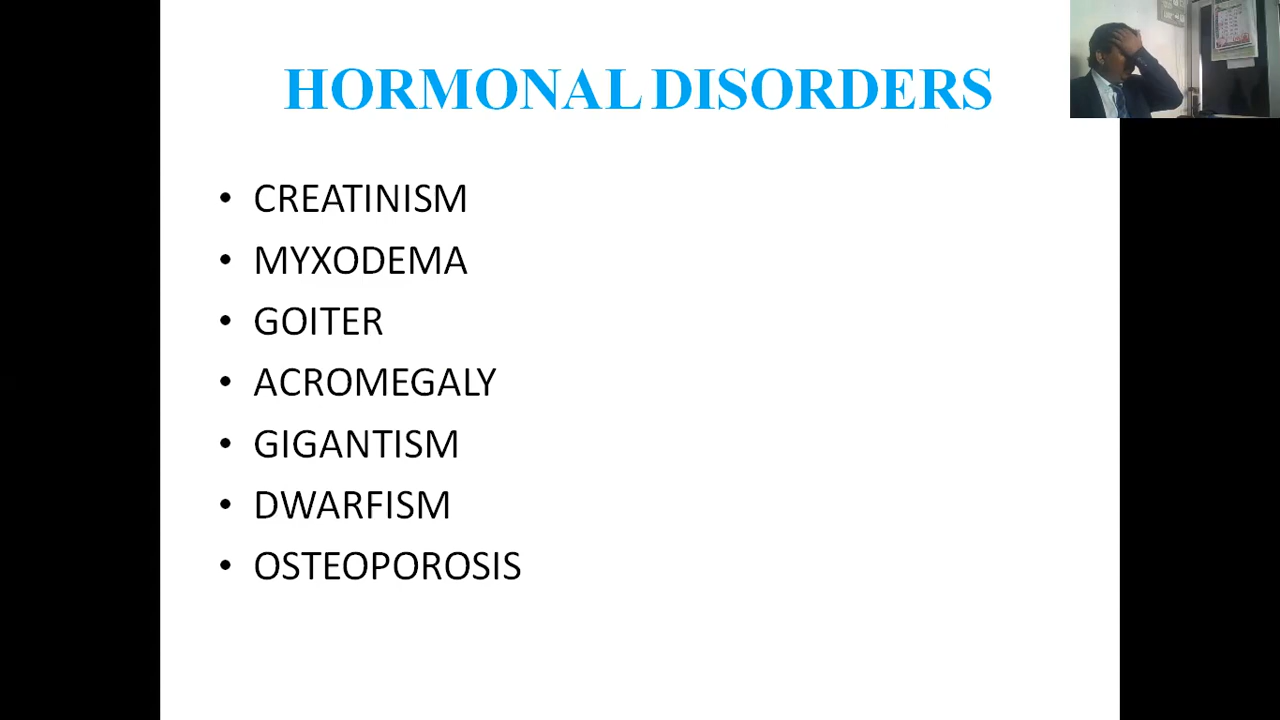 HORMONAL DISORDERS
• CREATINISM
• MYXODEMA
• GOITER
• ACROMEGALY
• GIGANTISM
• DWARFISM
• OSTEOPOROSIS